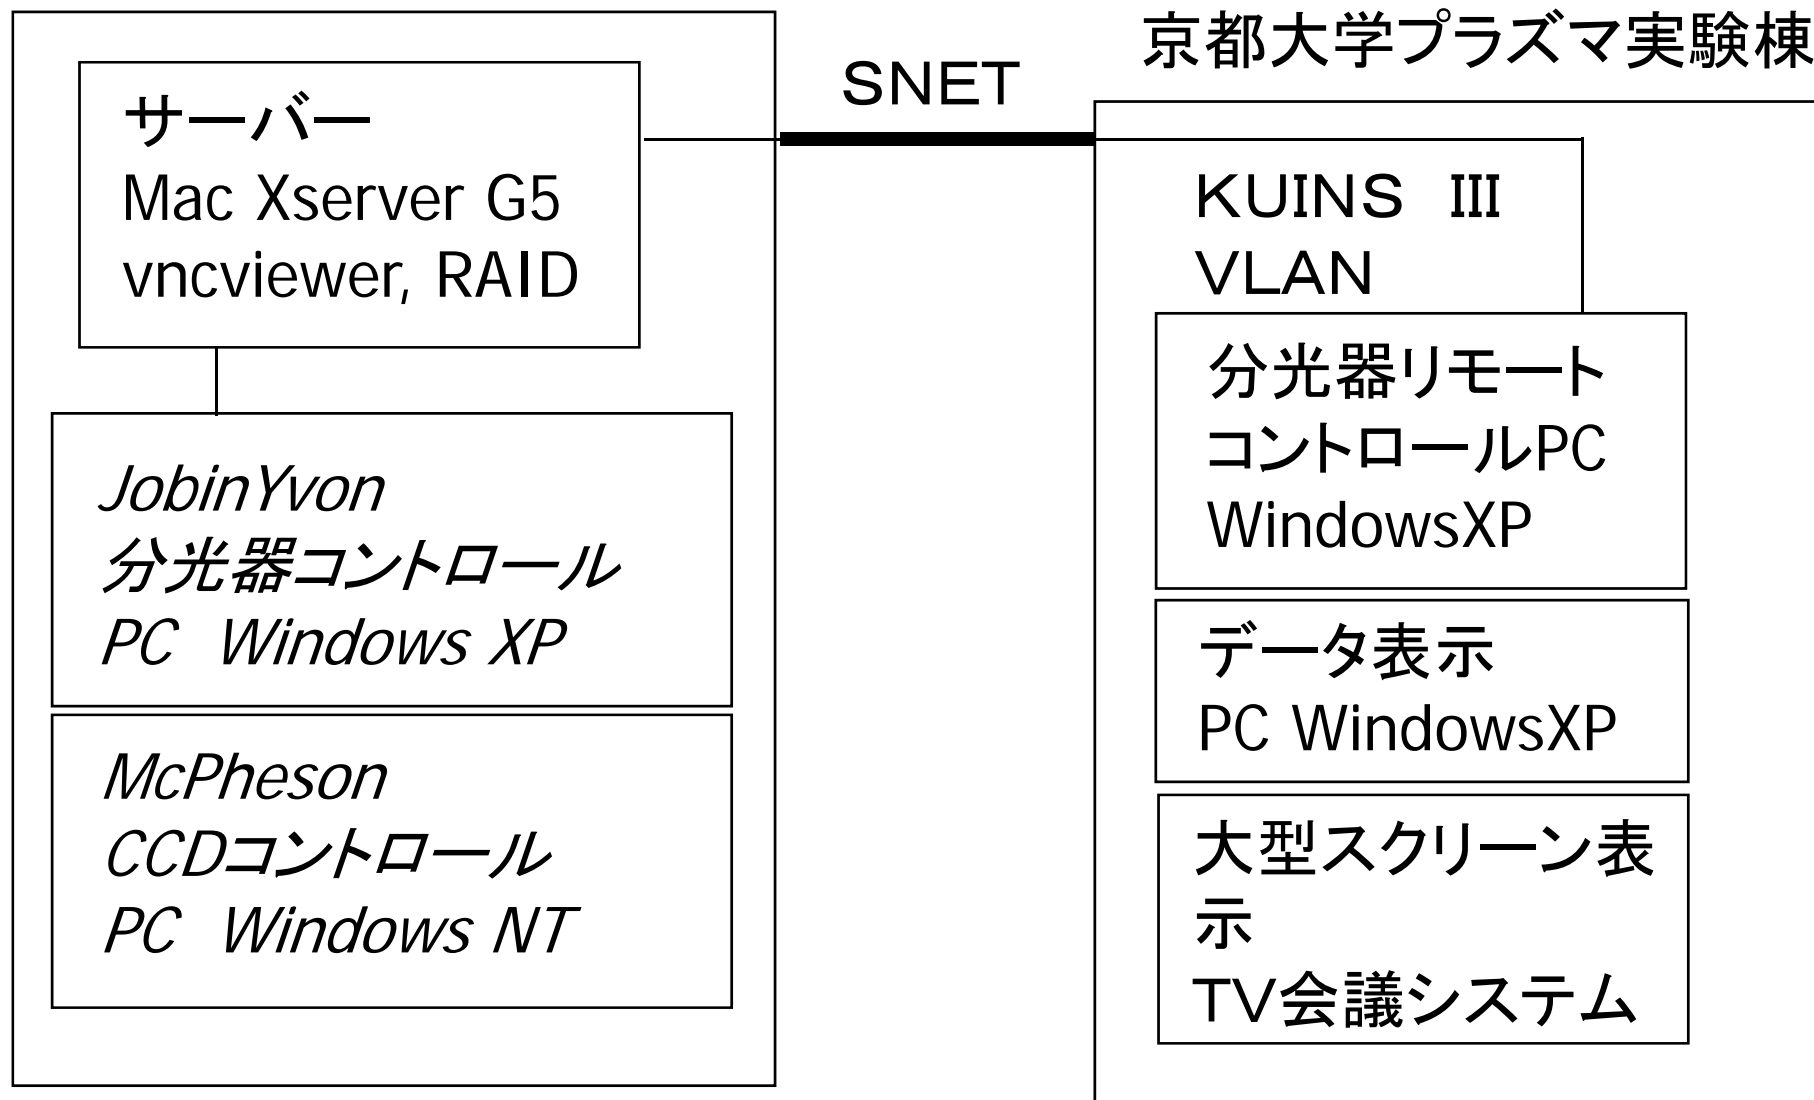 京都大学プラズマ実験棟
SNET
サーバー
Mac Xserver G5
vncviewer, RAID
JobinYvon
分光器コントロール
PC Windows XP
McPheson
CCDコントロール
PC Windows NT
KUINS III
VLAN
分光器リモート
コントロールPC
WindowsXP
データ表示
PC WindowsXP
大型スクリーン表
示
TV会議システム